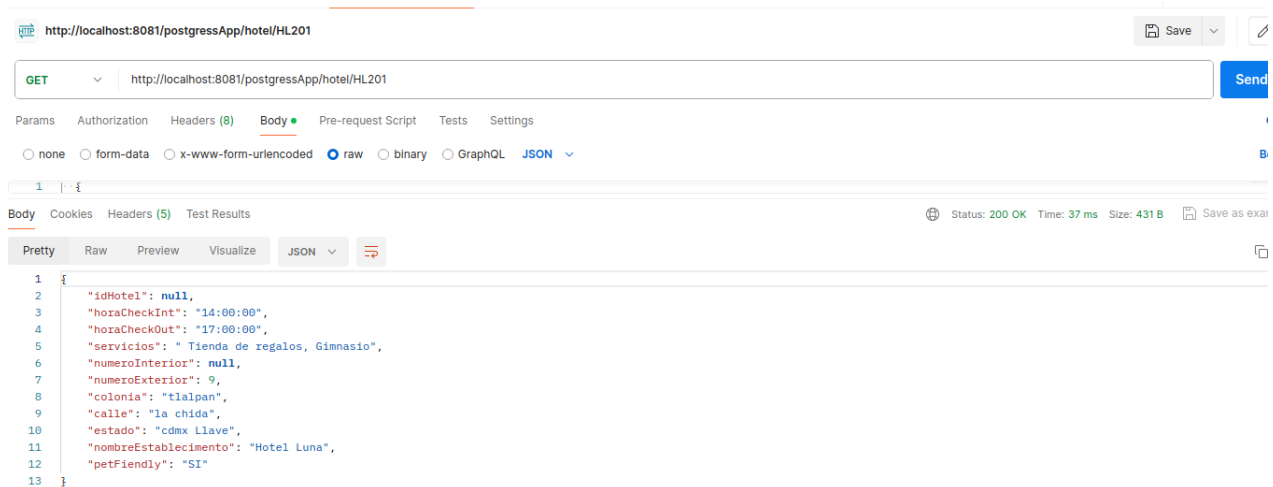 HTTP http://localhost:8081/postgressApp/hotel/HL201 Save
GET http://localhost:8081/postgressApp/hotel/HL201 Send
Params Authorization Headers (8) Body Pre-request Script Tests Settings
none form-data x-www-form-urlencoded raw binary GraphQL JSON
1 {
Body Cookies Headers (5) Test Results Status: 200 OK Time: 37 ms Size: 431 B Save as
Pretty Raw Preview Visualize JSON
1 {
2 "idHotel": null,
3 "horaCheckInt": "14:00:00",
4 "horaCheckOut": "17:00:00",
5 "servicios": " Tienda de regalos, Gimnasio",
6 "numeroInterior": null,
7 "numeroExterior": 9,
8 "colonia": "tlalpan",
9 "calle": "la chida",
10 "estado": "cdmx Llave",
11 "nombreEstablecimento": "Hotel Luna",
12 "petFiendly": "SI"
13 }